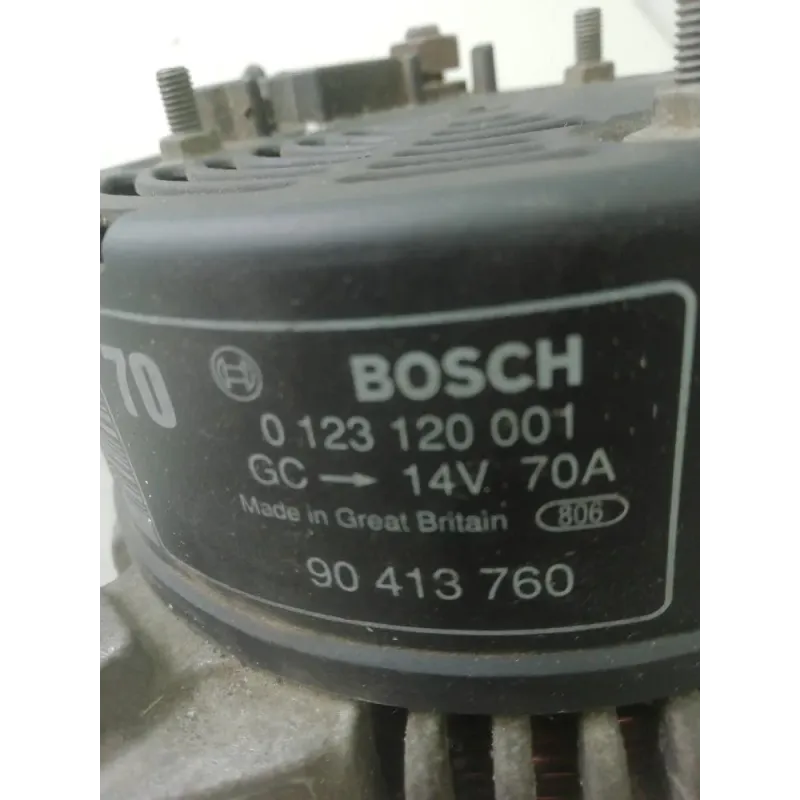 70
BOSCH
0 123 120 001
GC → 14V 70A
Made in Great Britain 806
90 413 760